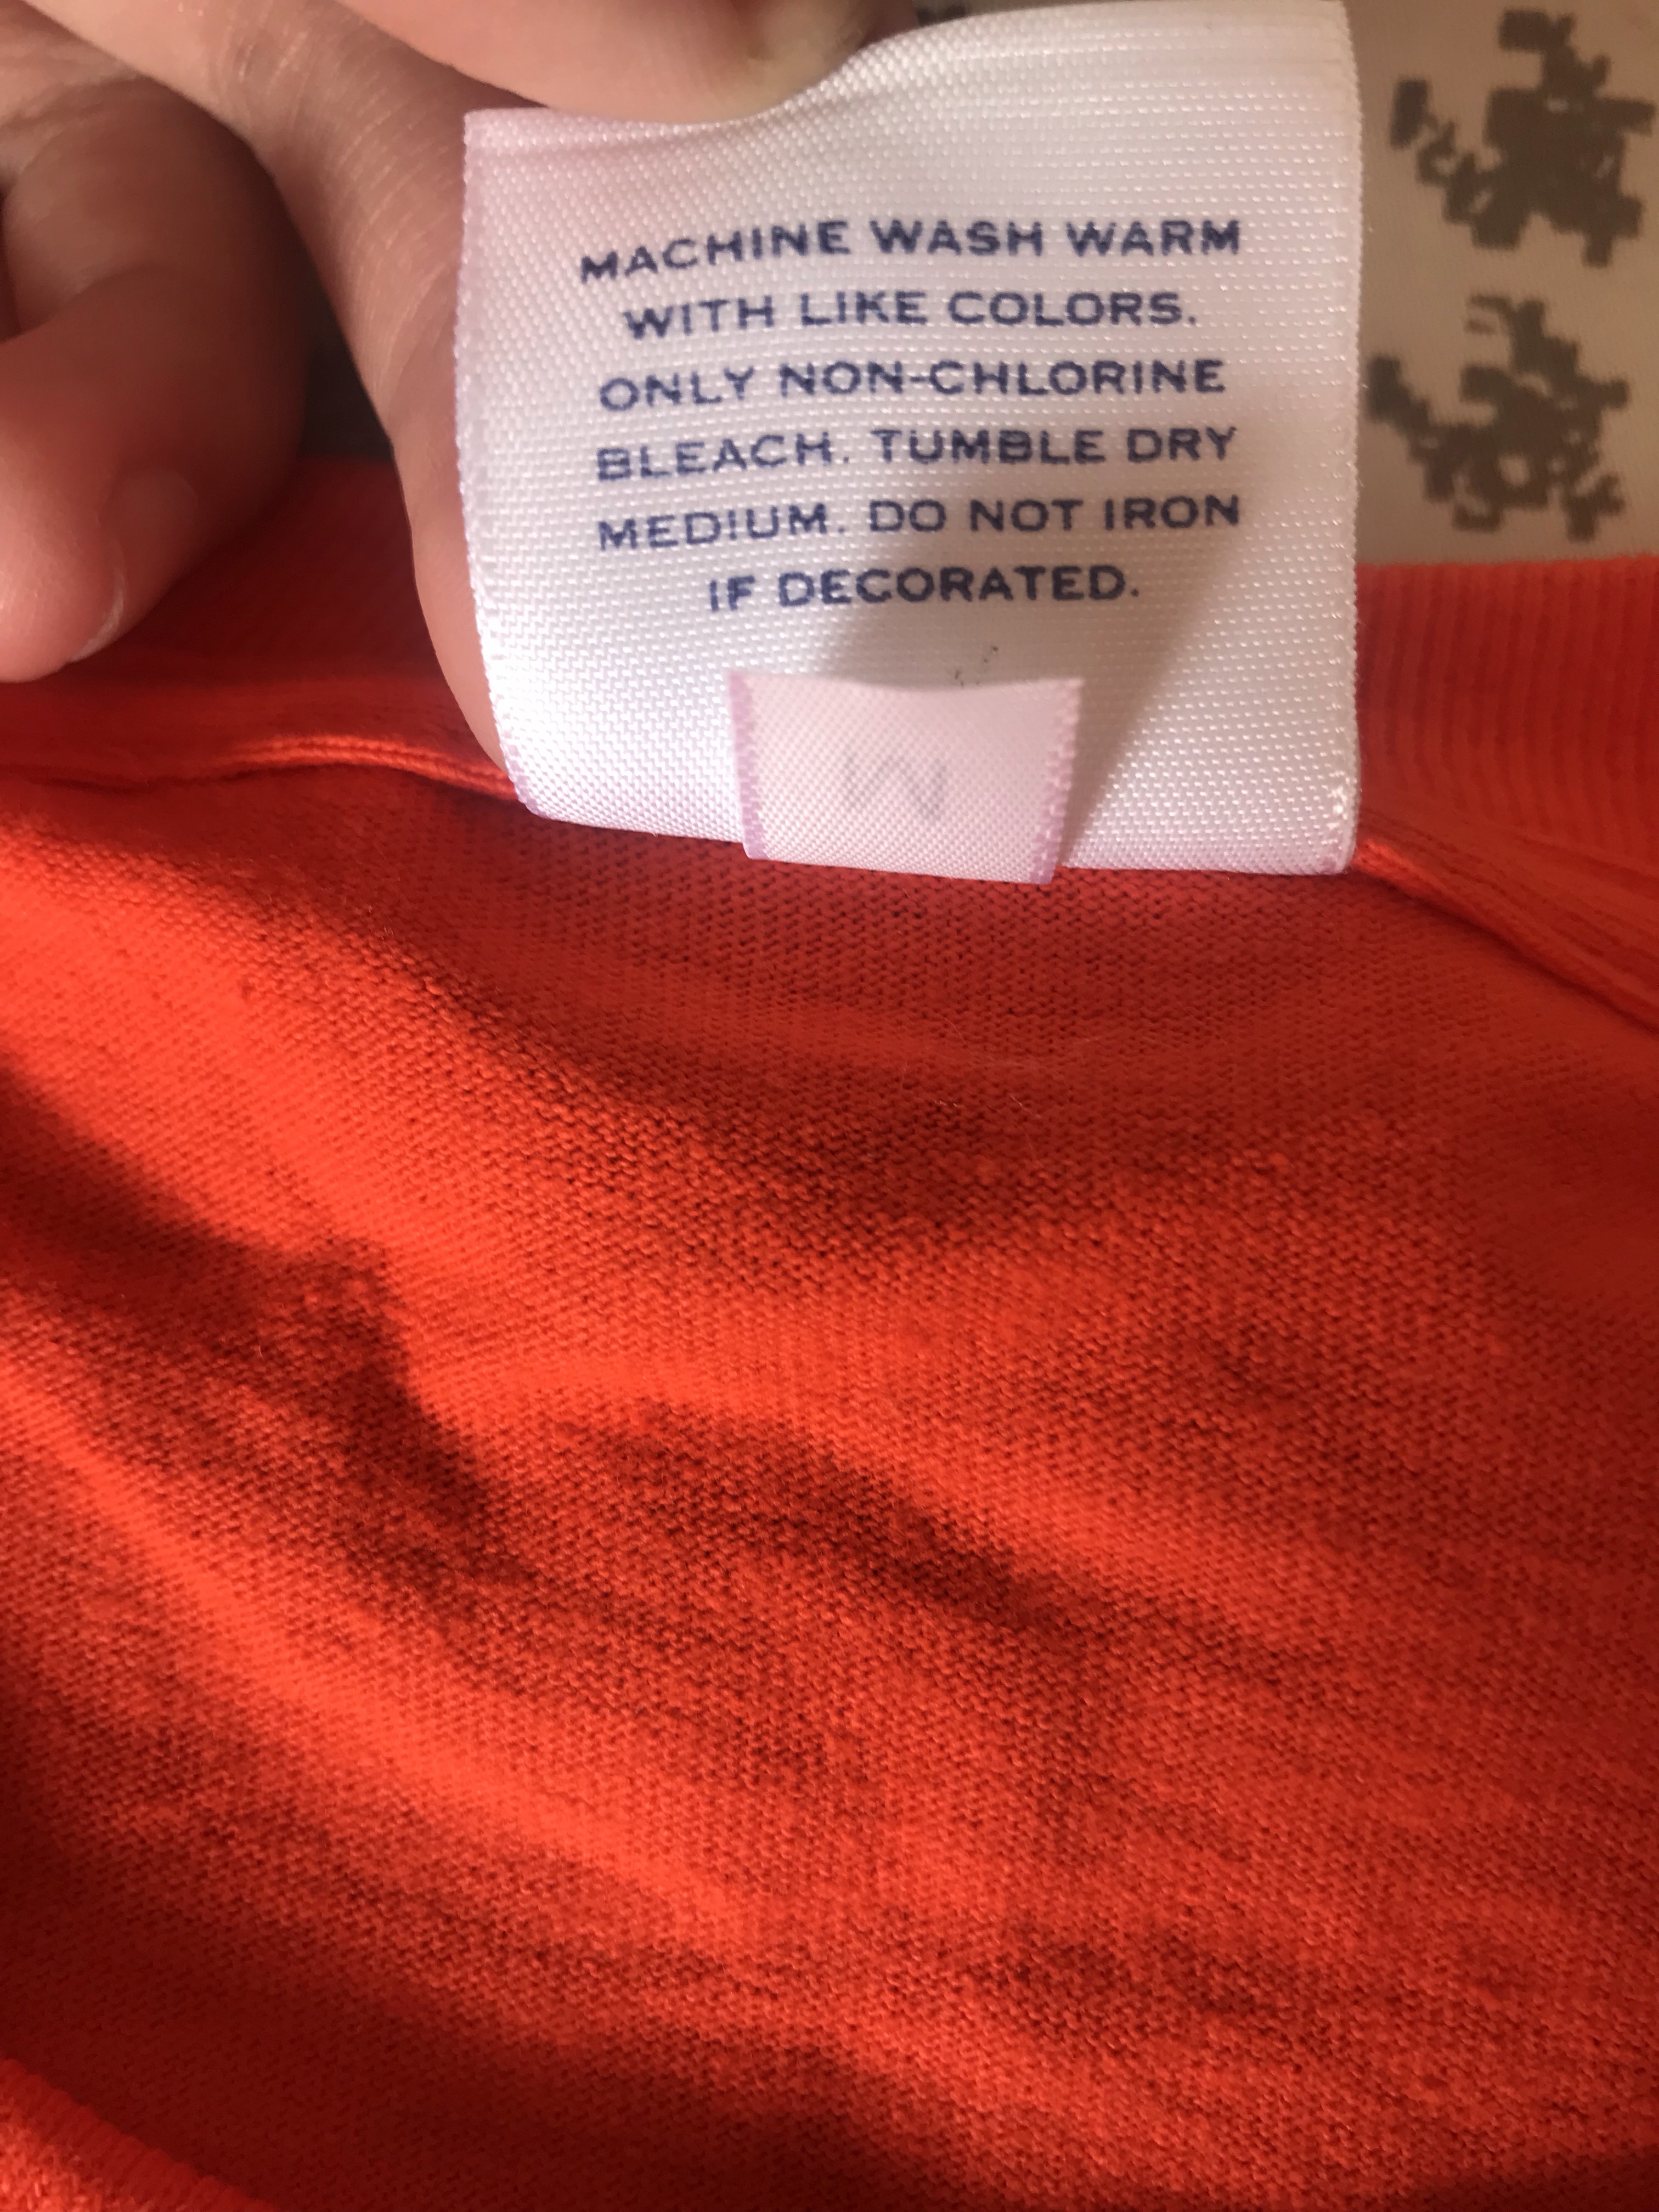 MACHINE WASH WARM
WITH LIKE COLORS.
ONLY NON-CHLORINE
BLEACH. TUMBLE DRY
MEDIUM. DO NOT IRON
IF DECORATED.
M